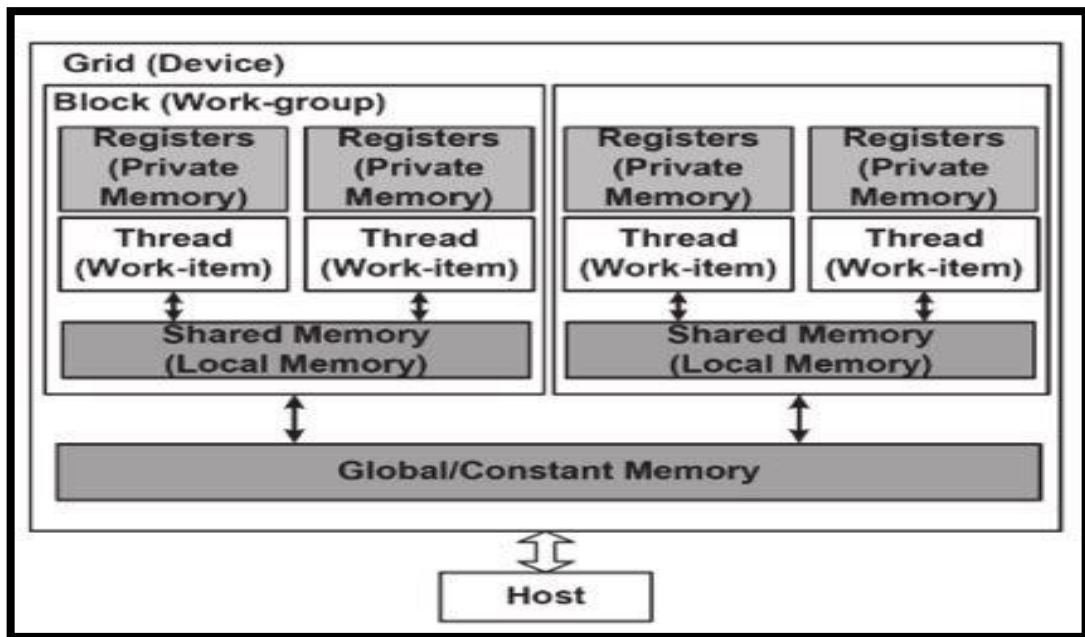 Grid (Device)
Block (Work-group)
Registers
(Private
Memory)
Registers
(Private
Memory)
Registers
(Private
Memory)
Registers
(Private
Memory)
Thread
(Work-item)
Thread
(Work-item)
Thread
(Work-item)
Thread
(Work-item)
Shared Memory
(Local Memory)
Shared Memory
(Local Memory)
Global/Constant Memory
Host